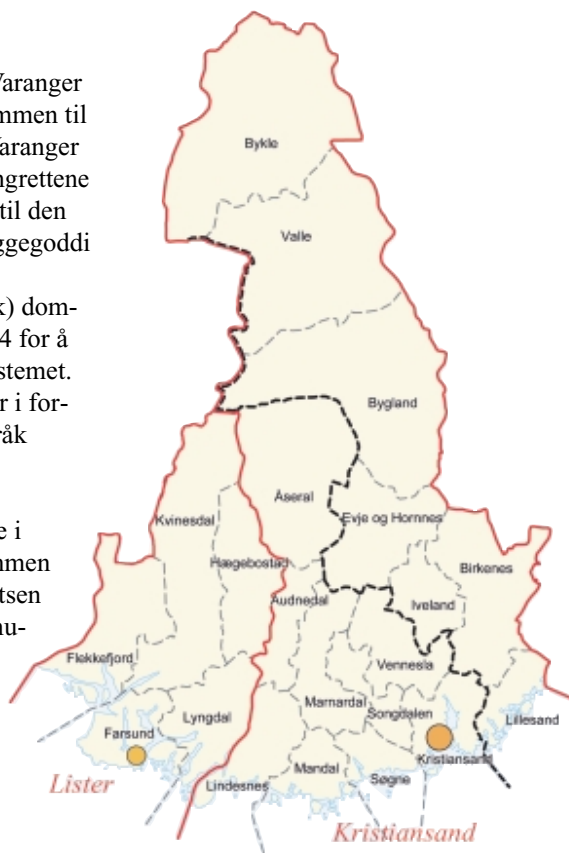 Varanger
mmen til
Varanger
ngrettene
til den
ggegoddi
k) dom-
4 for å
stemet.
r i for-
råk
e i
mmen
tsen
nu-
Bykle
Valle
Bygland
Åseral
Kvinesdal
Evje og Hornnes
Hægebostad
Birkenes
Audnedal
Iveland
Flekkefjord
Vennesla
Marnardal
Songdalen
Lyngdal
Lillesand
Farsund
Kristiansand
Mandal
Søgne
Lindesnes
Lister
Kristiansand